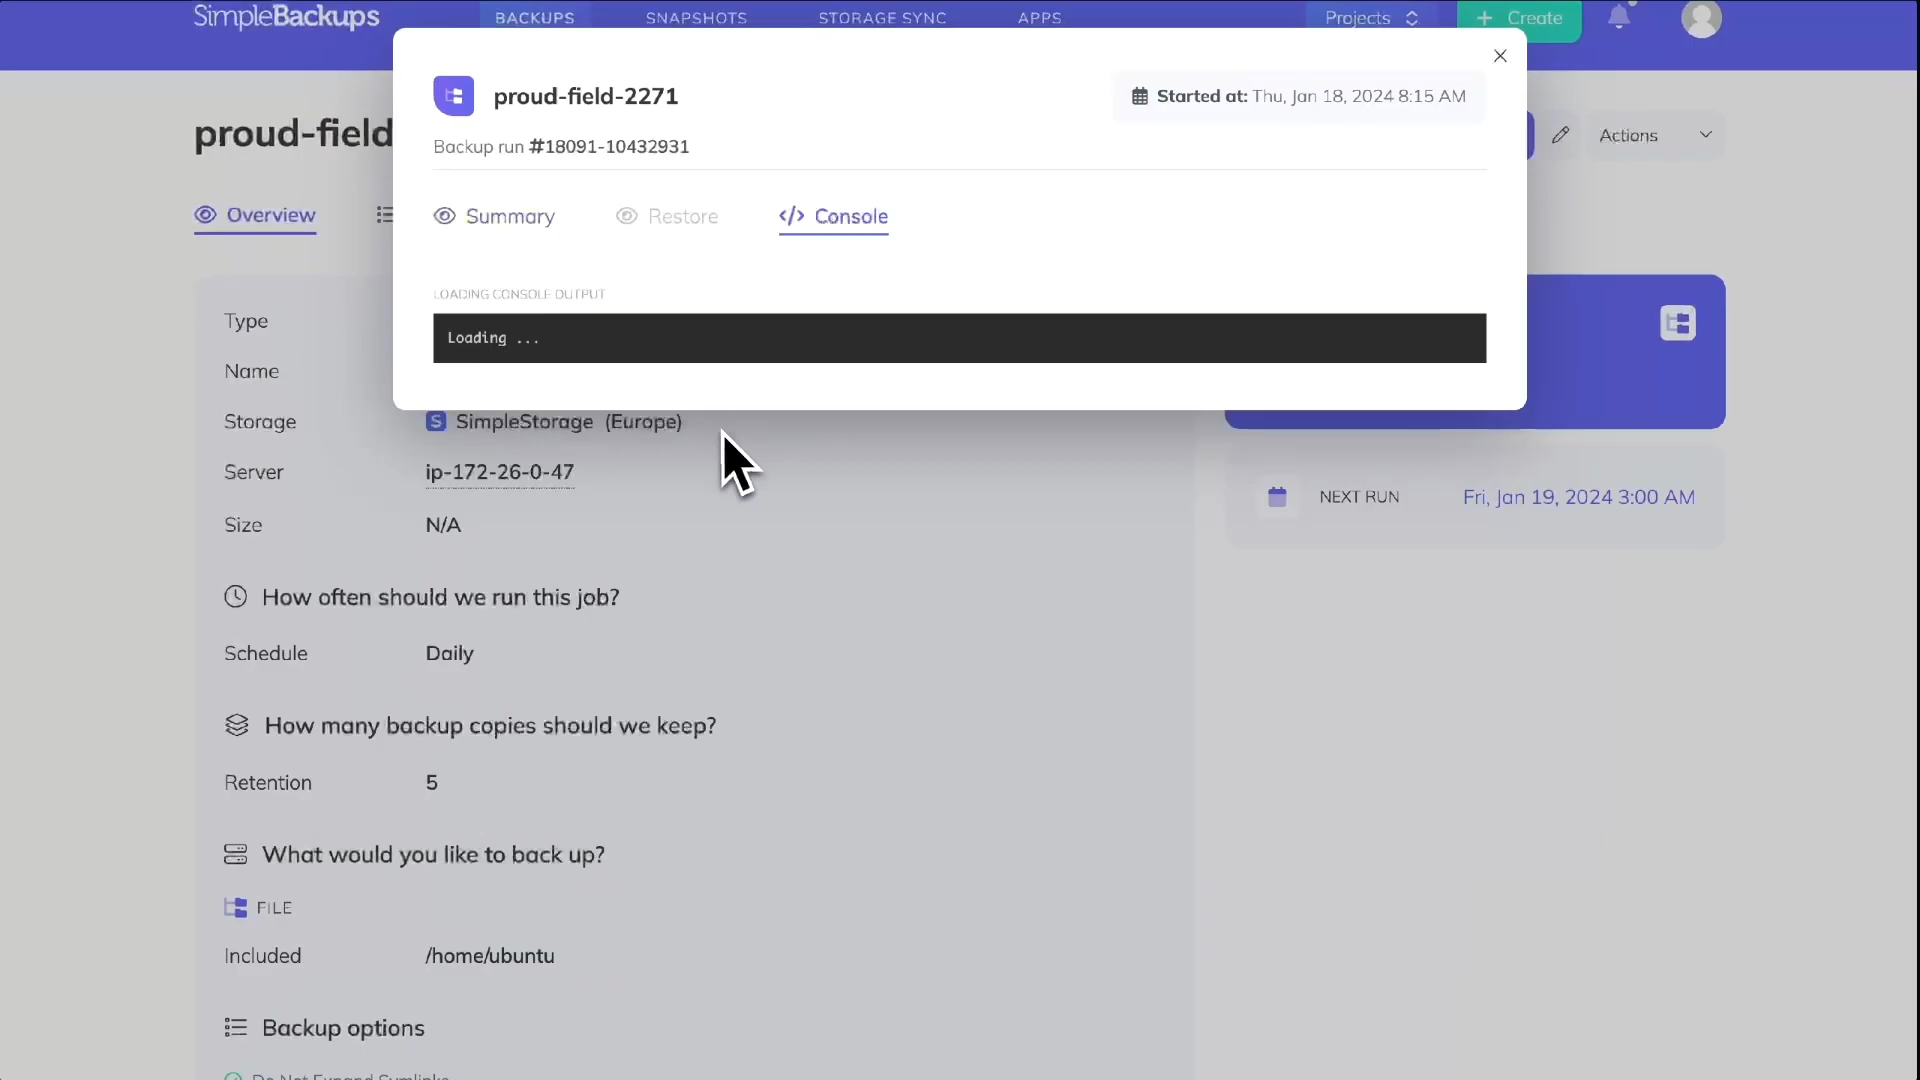 SimpleBackups
BACKUPS
SNAPSHOTS
STORAGE SYNC
APPS
Projects
Create
proud-field-2271
Started at: Thu, Jan 18, 2024 8:15 AM
Backup run #18091-10432931
Summary
Restore
Console
LOADING CONSOLE OUTPUT
Loading ...
proud-field
Actions
Overview
Type
Name
Storage
SimpleStorage (Europe)
Server
ip-172-26-0-47
Size
N/A
NEXT RUN
Fri, Jan 19, 2024 3:00 AM
How often should we run this job?
Schedule
Daily
How many backup copies should we keep?
Retention
5
What would you like to back up?
FILE
Included
/home/ubuntu
Backup options
Do Not Expand Symlinks